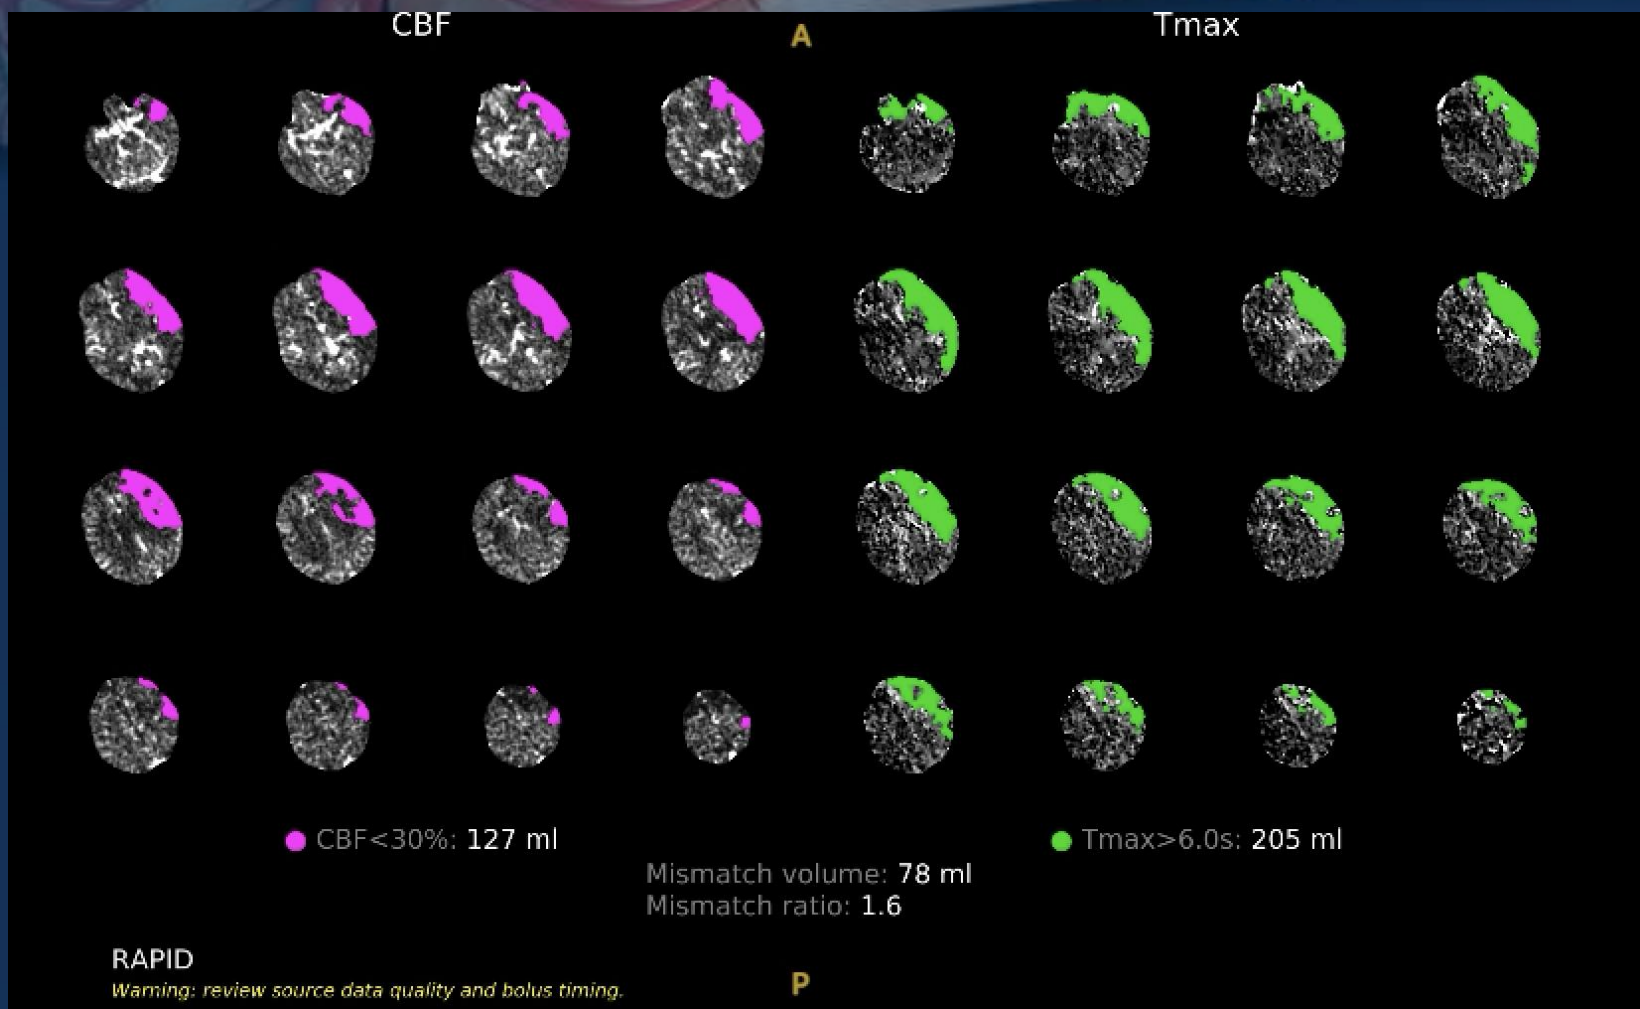 CBF
A
Tmax
CBF<30%: 127 ml
Tmax>6.0s: 205 ml
Mismatch volume: 78 ml
Mismatch ratio: 1.6
RAPID
Warning: review source data quality and bolus timing.
P